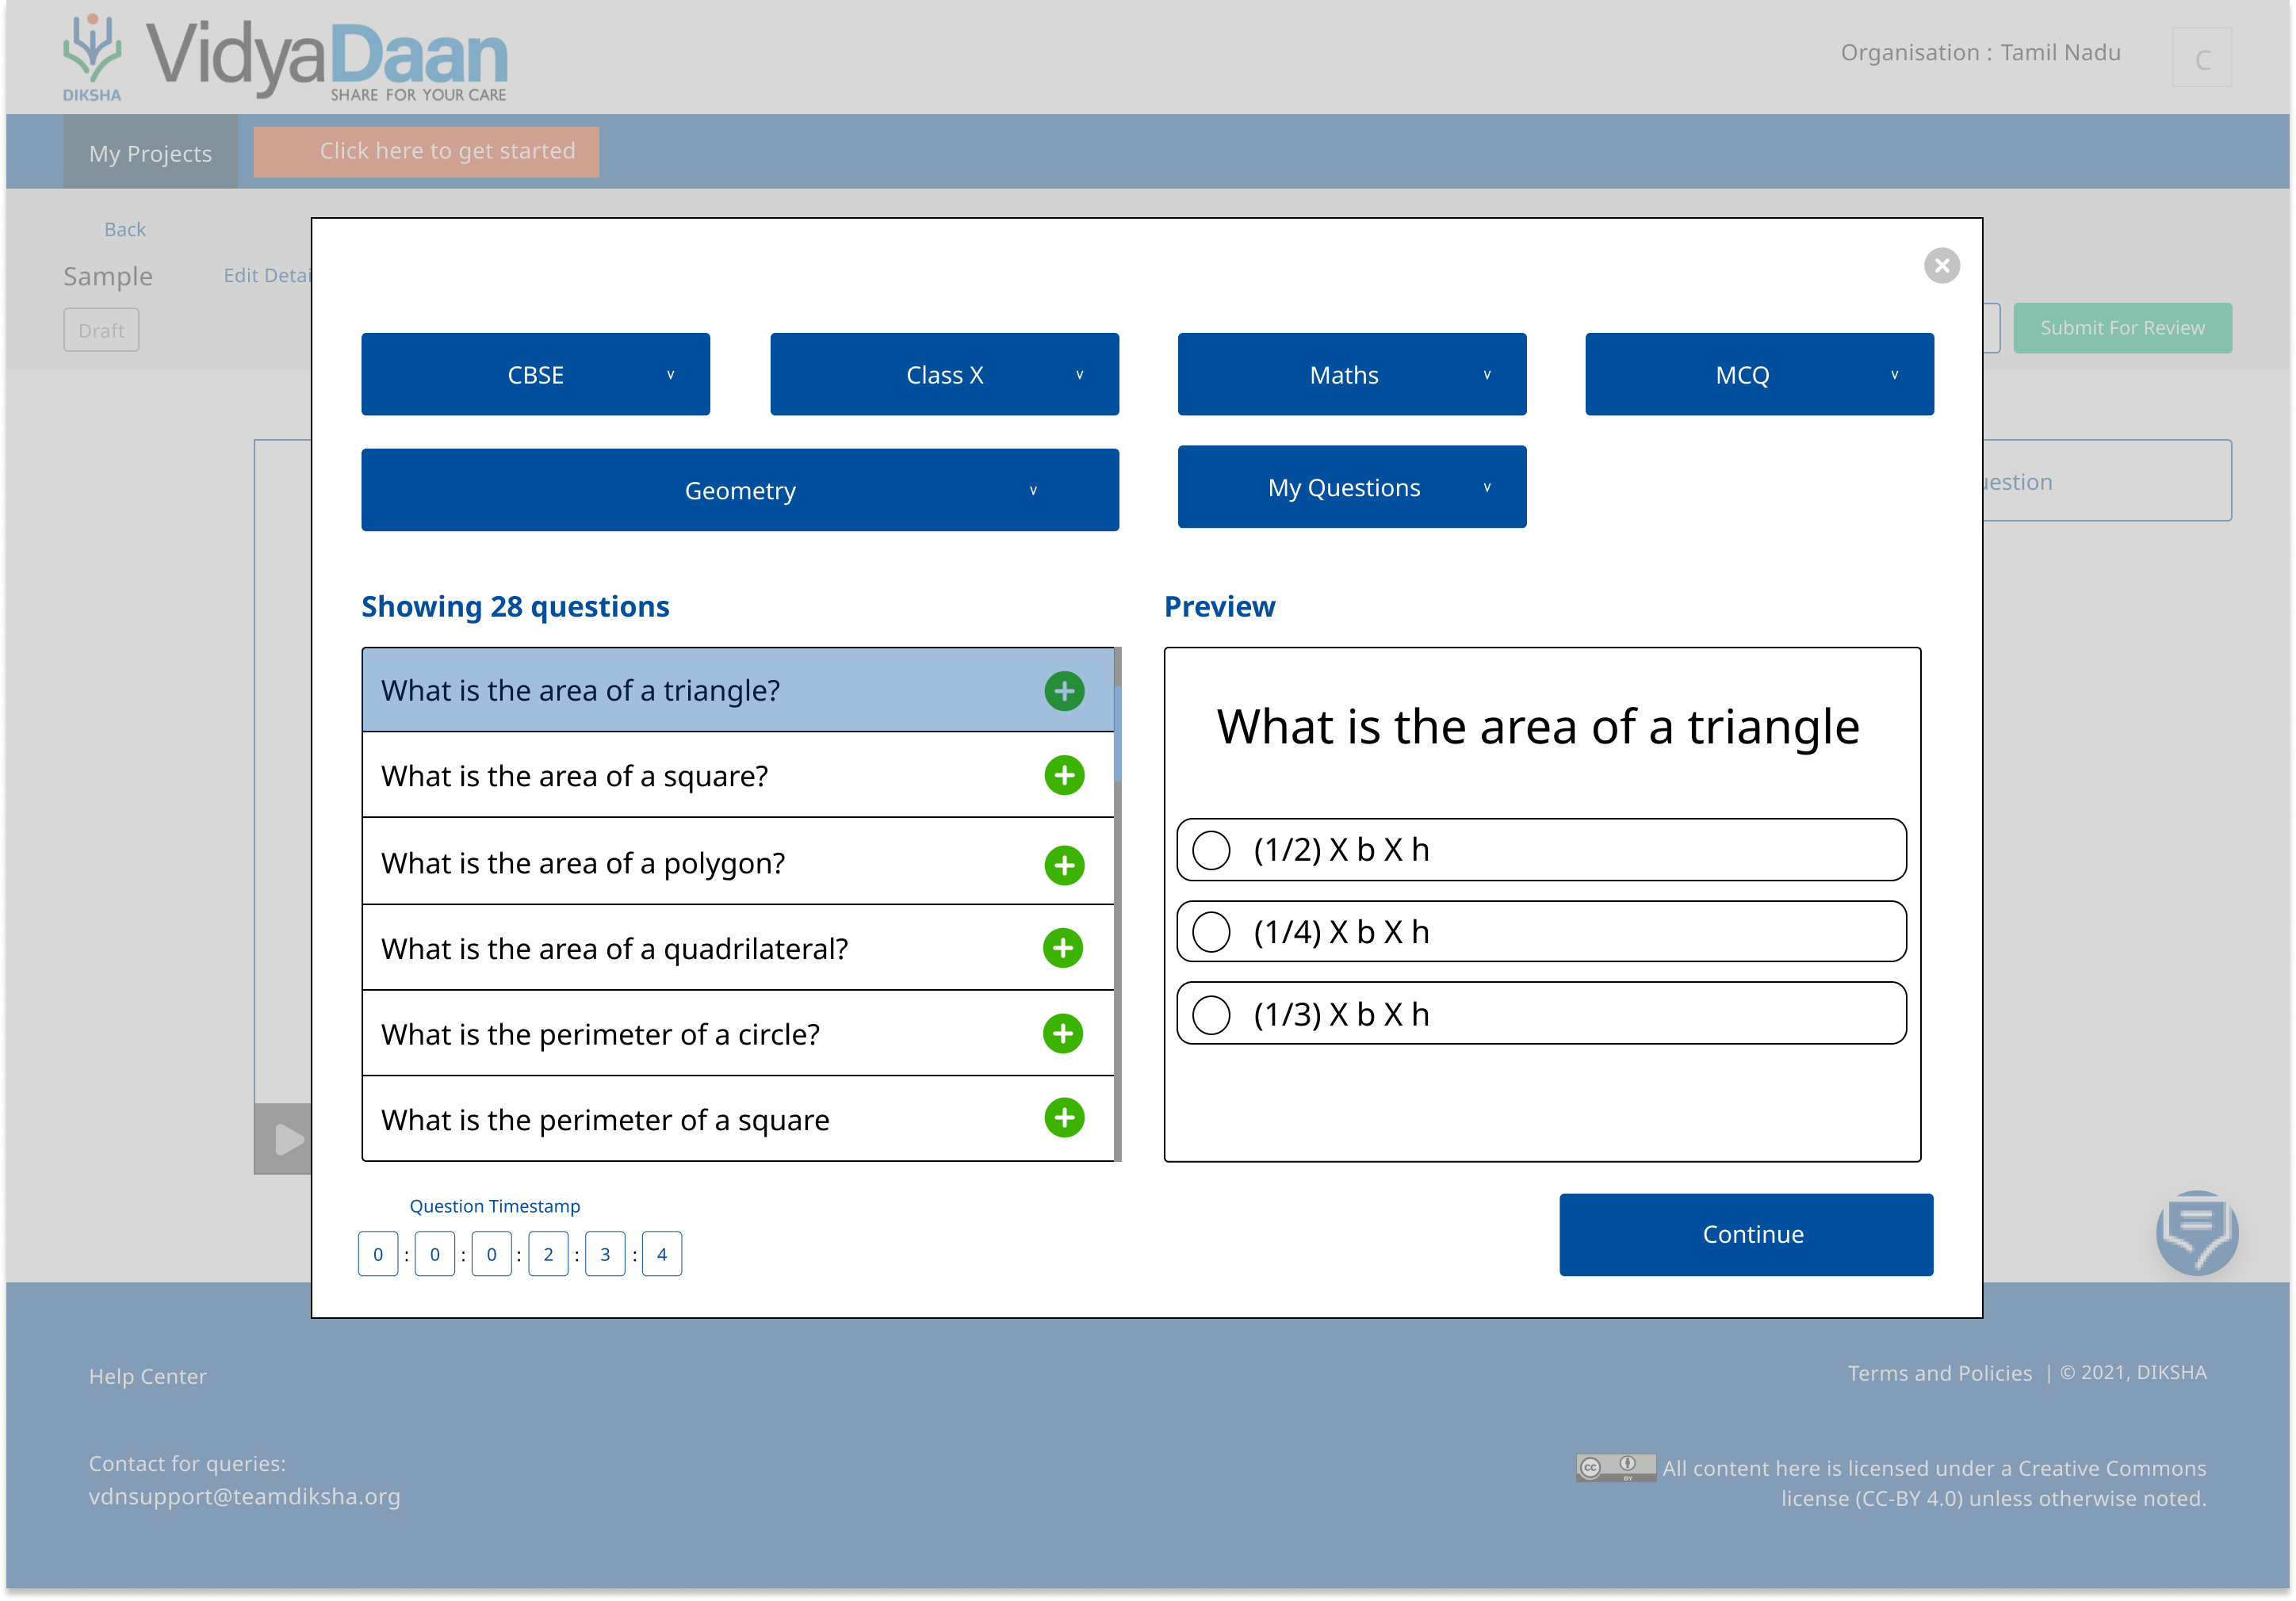 DIKSHA
VidyaDaan
SHARE FOR YOUR CARE
Organisation : Tamil Nadu
C
My Projects
Click here to get started
Back
Sample
Edit Detai
Draft
Submit For Review
CBSE v
Class X v
Maths v
MCQ v
Geometry v
My Questions v
uestion
Showing 28 questions
What is the area of a triangle?
What is the area of a square?
What is the area of a polygon?
What is the area of a quadrilateral?
What is the perimeter of a circle?
What is the perimeter of a square
Preview
What is the area of a triangle
(1/2) X b X h
(1/4) X b X h
(1/3) X b X h
Question Timestamp
0 : 0 : 0 : 2 : 3 : 4
Continue
Help Center
Contact for queries:
vdnsupport@teamdiksha.org
Terms and Policies | © 2021, DIKSHA
CC BY
All content here is licensed under a Creative Commons
license (CC-BY 4.0) unless otherwise noted.